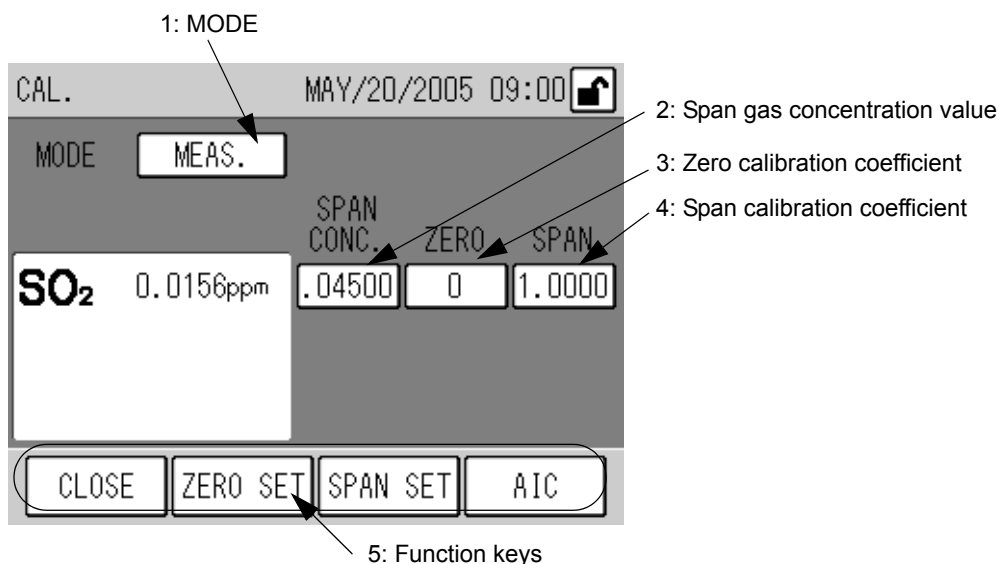 1: MODE
CAL. MAY/20/2005 09:00
2: Span gas concentration value
MODE MEAS.
3: Zero calibration coefficient
4: Span calibration coefficient
SPAN
CONC. ZERO SPAN
SO₂ 0.0156ppm .04500 0 1.0000
CLOSE ZERO SET SPAN SET AIC
5: Function keys